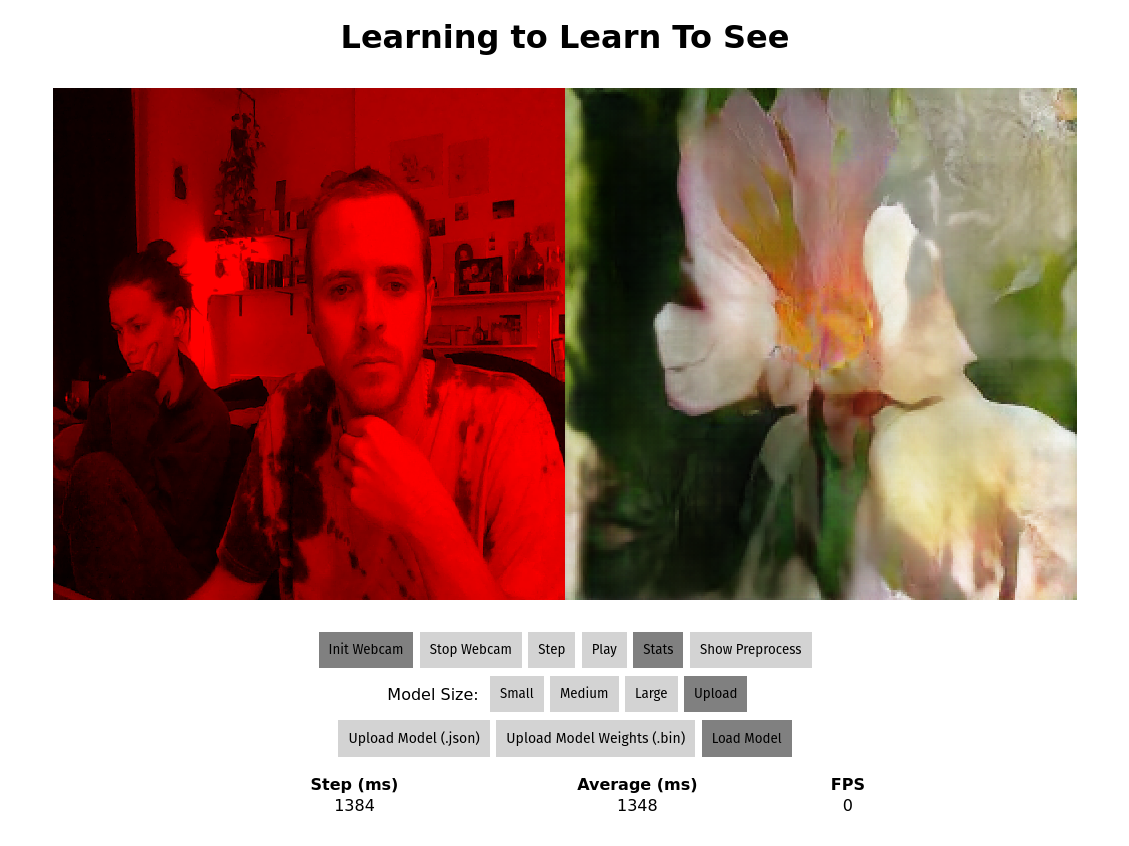 Learning to Learn To See
Init Webcam Stop Webcam Step Play Stats Show Preprocess
Model Size: Small Medium Large Upload
Upload Model (.json) Upload Model Weights (.bin) Load Model
Step (ms) Average (ms) FPS
1384 1348 0